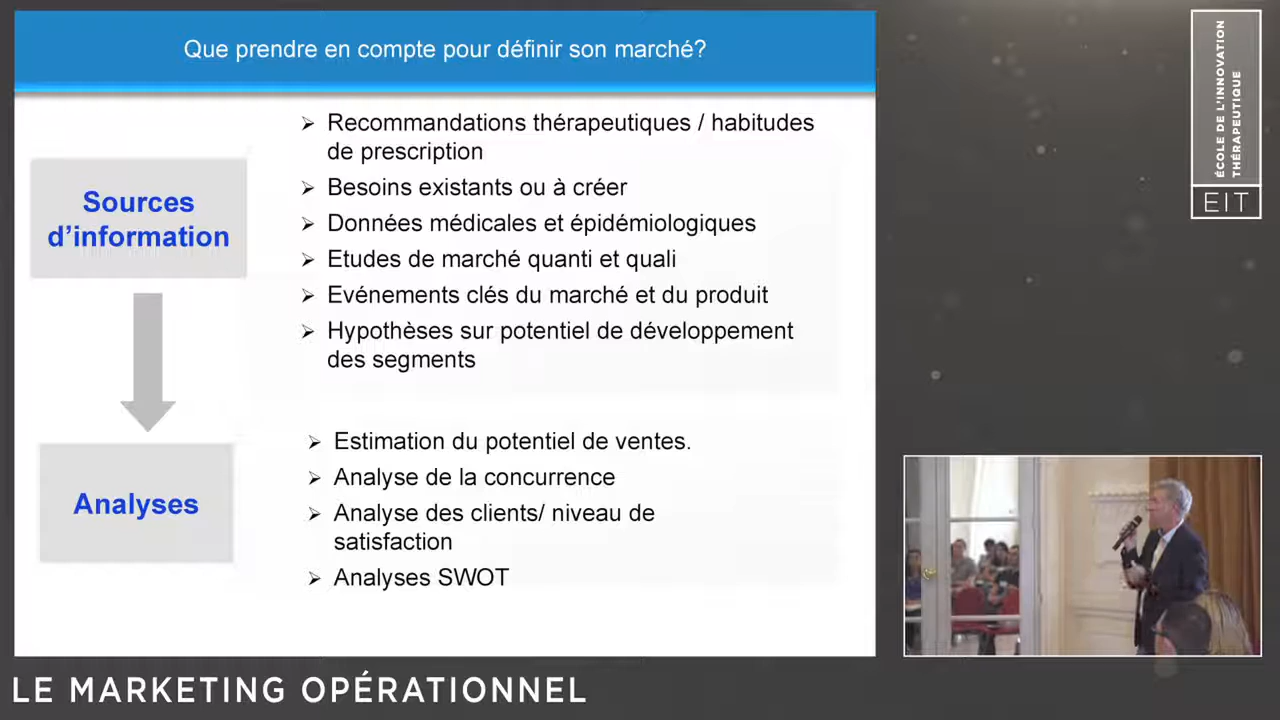 Que prendre en compte pour définir son marché?
Sources
d'information
➢ Recommandations thérapeutiques / habitudes
de prescription
➢ Besoins existants ou à créer
➢ Données médicales et épidémiologiques
➢ Etudes de marché quanti et quali
➢ Evénements clés du marché et du produit
➢ Hypothèses sur potentiel de développement
des segments
Analyses
➢ Estimation du potentiel de ventes.
➢ Analyse de la concurrence
➢ Analyse des clients/ niveau de
satisfaction
➢ Analyses SWOT
ÉCOLE DE L'INNOVATION
THÉRAPEUTIQUE
EIT
LE MARKETING OPÉRATIONNEL